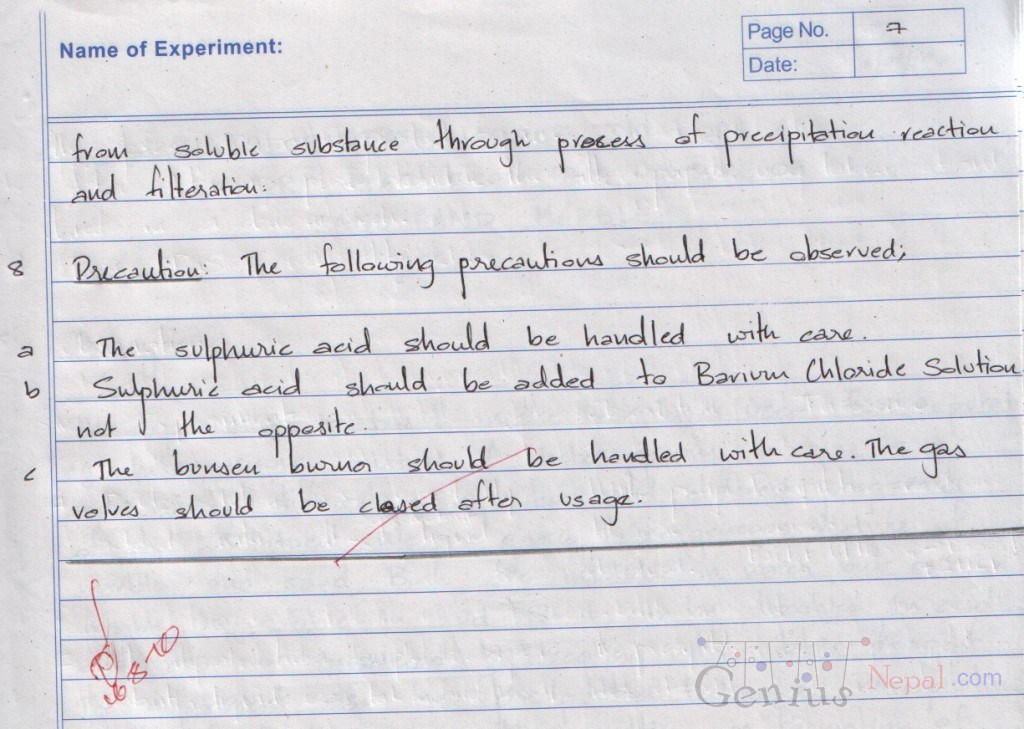 Name of Experiment:
Page No. 7
Date:
from soluble substance through process of precipitation reaction
and filteration.
8 Precaution: The following precautions should be observed;
a The sulphuric acid should be handled with care.
b Sulphuric acid should be added to Barium Chloride Solution
not the opposite.
c The bunsen burner should be handled with care. The gas
valves should be closed after usage.
Genius Nepal.com